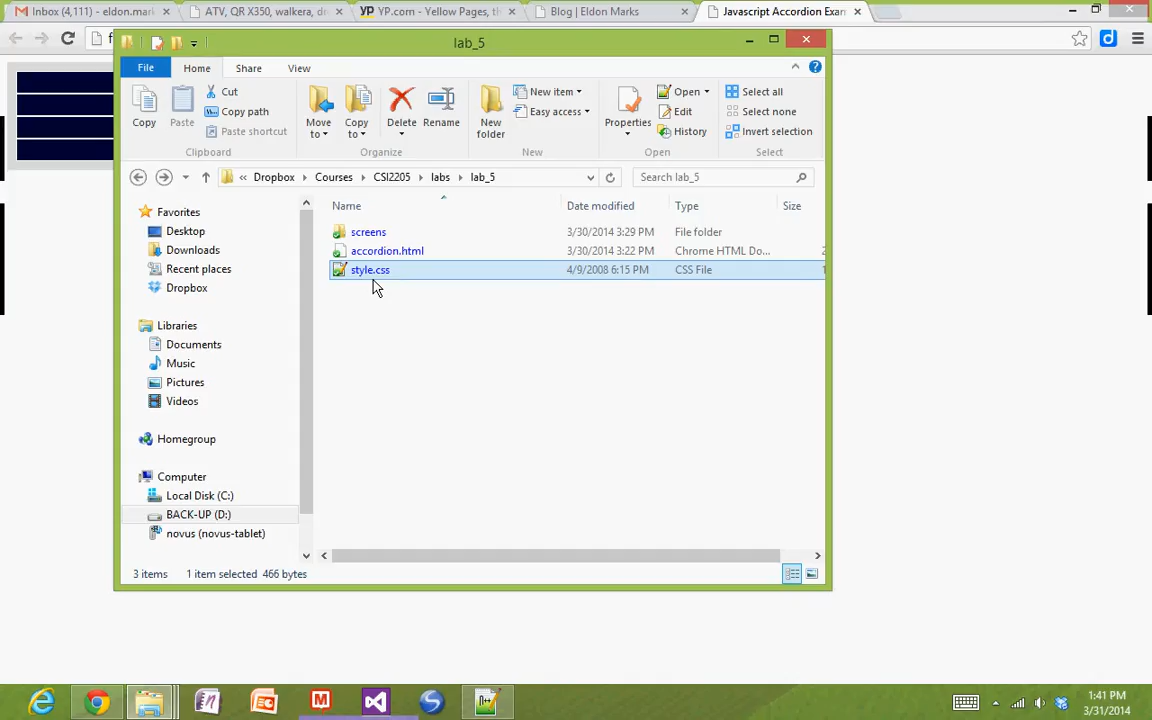 Inbox (4,111) - eldon.mark
ATV, QR X350, walkera, dr
YP YP.com - Yellow Pages, th
Blog | Eldon Marks
Javascript Accordion Exam
lab_5
File Home Share View
Copy
Paste
Cut
Copy path
Paste shortcut
Move to
Copy to
Delete
Rename
New folder
New item
Easy access
Properties
Open
Edit
History
Select all
Select none
Invert selection
Clipboard Organize New Open Select
« Dropbox Courses CSI2205 labs lab_5
Search lab_5
Name Date modified Type Size
screens 3/30/2014 3:29 PM File folder
accordion.html 3/30/2014 3:22 PM Chrome HTML Do... 2
style.css 4/9/2008 6:15 PM CSS File 1
Favorites
Desktop
Downloads
Recent places
Dropbox
Libraries
Documents
Music
Pictures
Videos
Homegroup
Computer
Local Disk (C:)
BACK-UP (D:)
novus (novus-tablet)
3 items 1 item selected 466 bytes
1:41 PM
3/31/2014